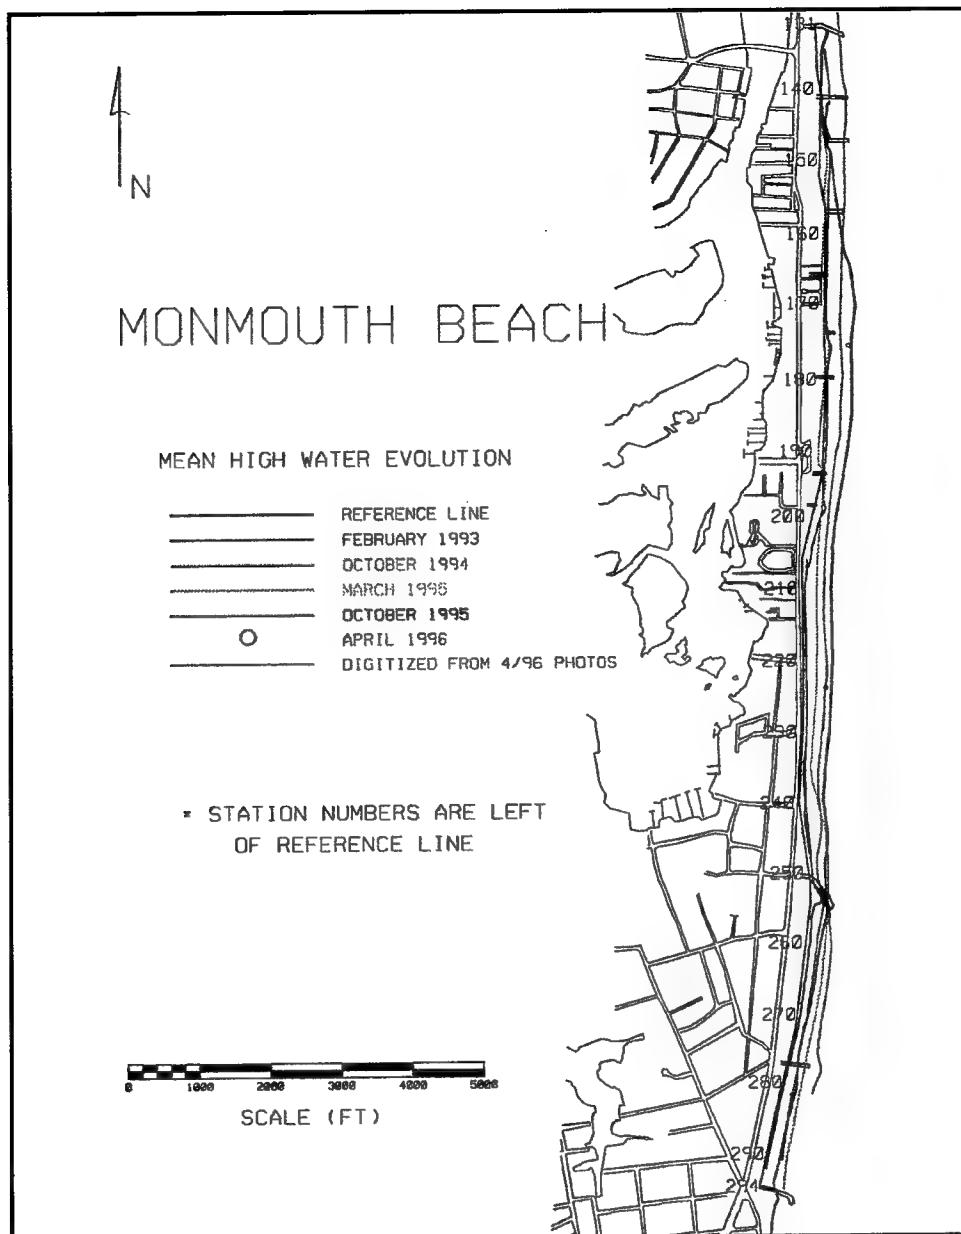 N
MONMOUTH BEACH
MEAN HIGH WATER EVOLUTION
REFERENCE LINE
FEBRUARY 1993
OCTOBER 1994
MARCH 1995
OCTOBER 1995
APRIL 1996
DIGITIZED FROM 4/96 PHOTOS
* STATION NUMBERS ARE LEFT
OF REFERENCE LINE
0 1000 2000 3000 4000 5000
SCALE (FT)
131
140
150
160
170
180
190
200
210
220
230
240
250
260
270
280
290
294